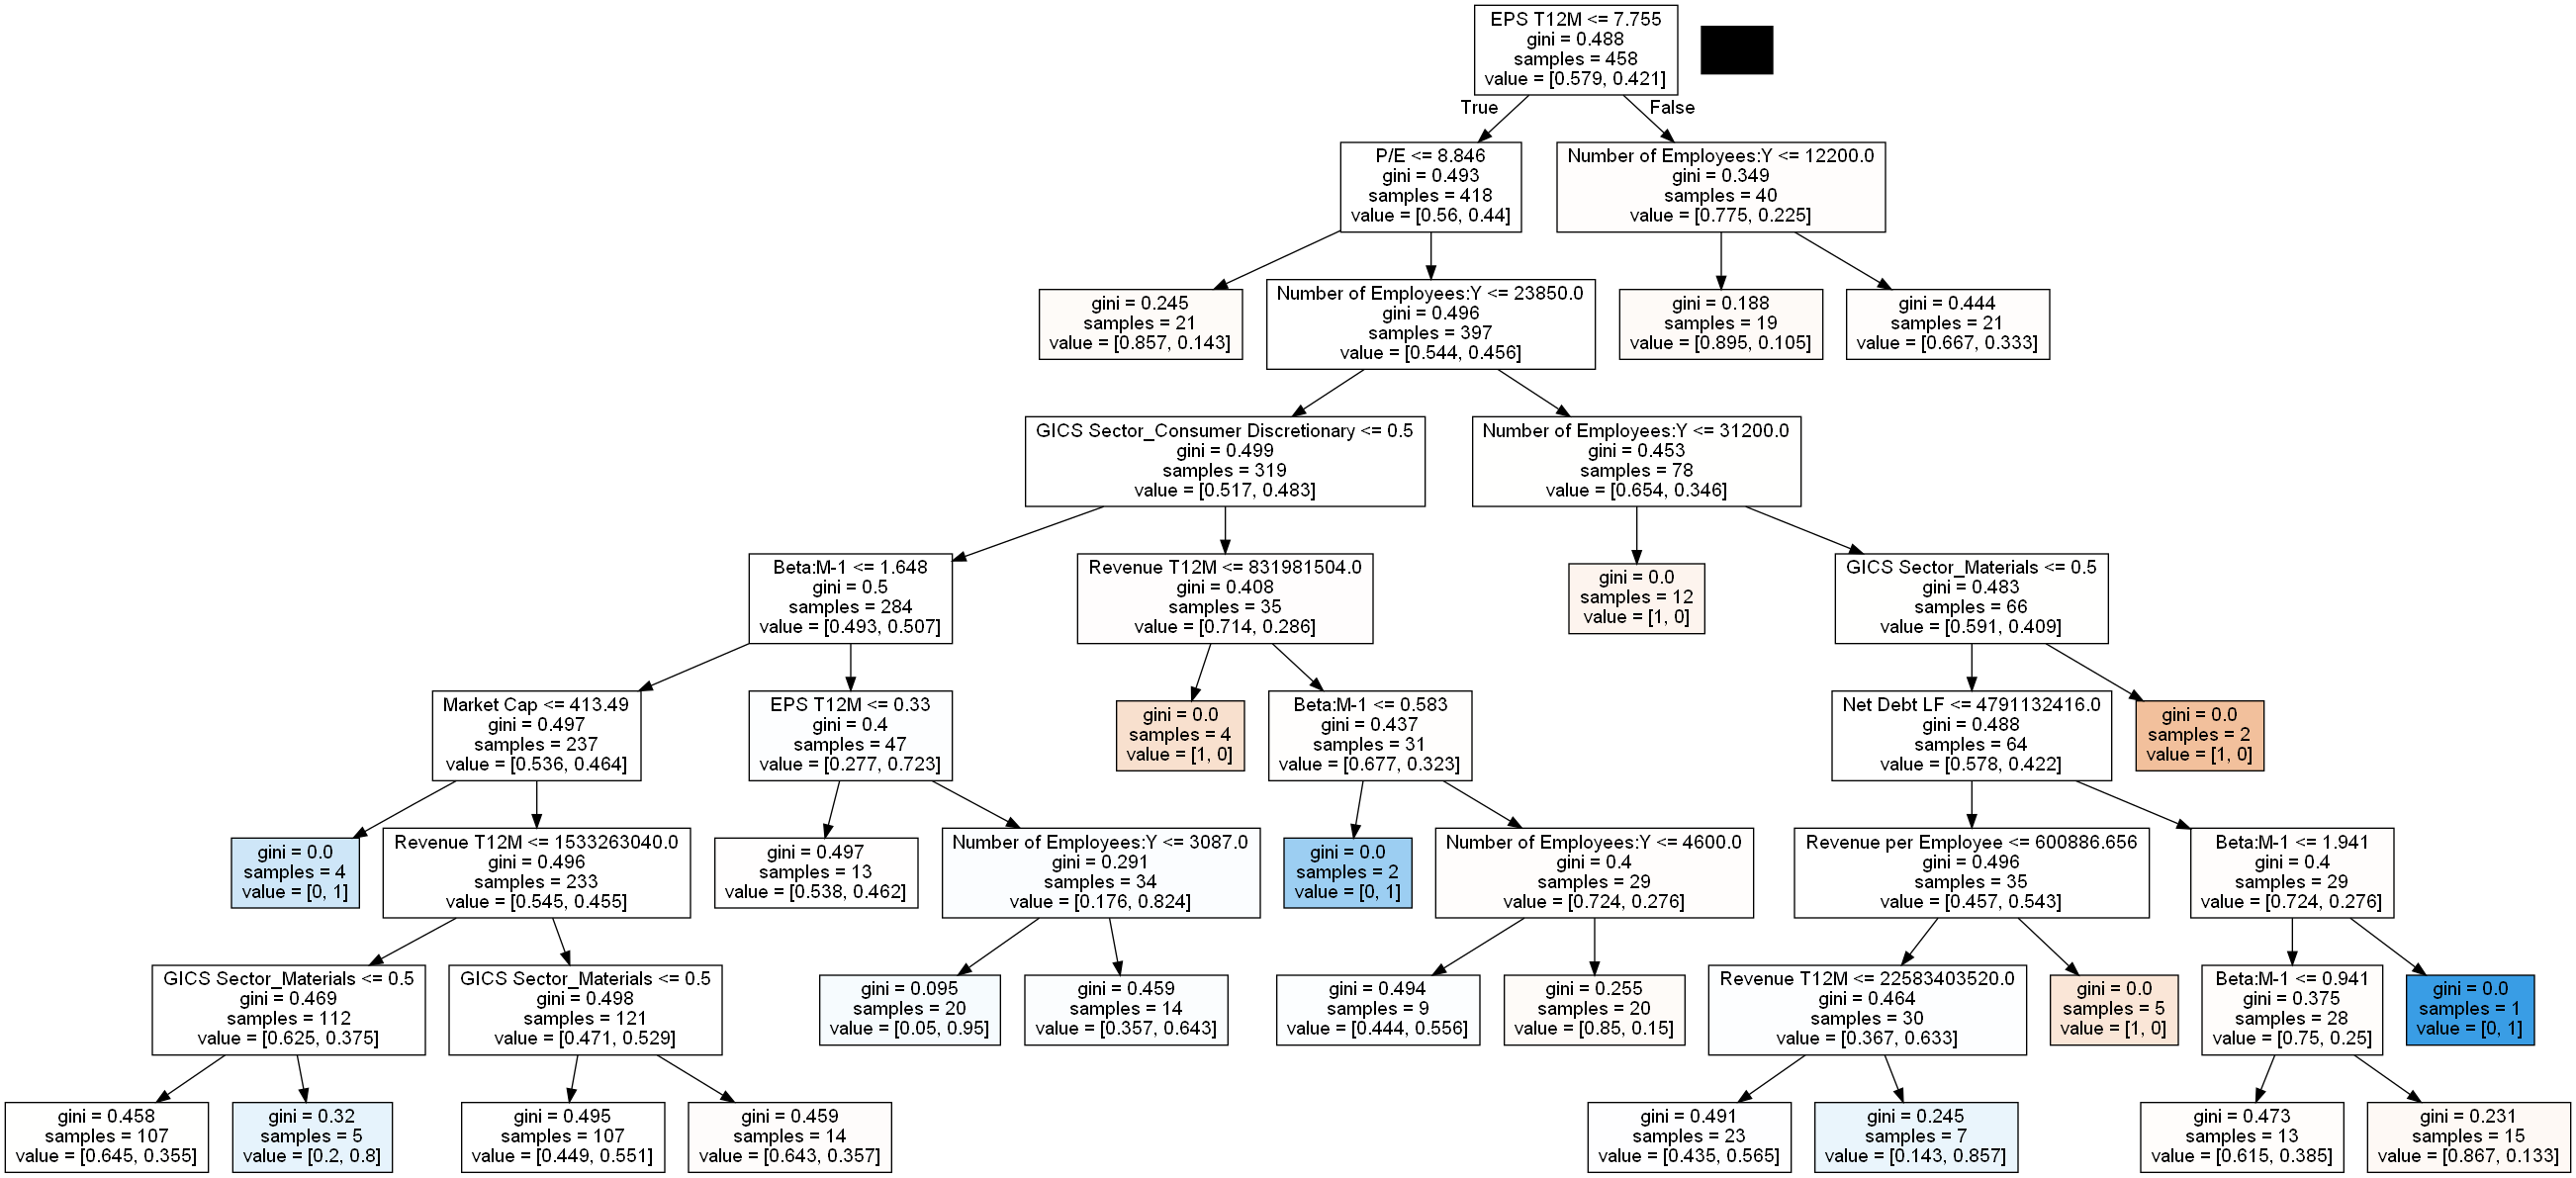 EPS T12M <= 7.755
gini = 0.488
samples = 458
value = [0.579, 0.421]
True
False
P/E <= 8.846
gini = 0.493
samples = 418
value = [0.56, 0.44]
Number of Employees:Y <= 12200.0
gini = 0.349
samples = 40
value = [0.775, 0.225]
gini = 0.245
samples = 21
value = [0.857, 0.143]
Number of Employees:Y <= 23850.0
gini = 0.496
samples = 397
value = [0.544, 0.456]
gini = 0.188
samples = 19
value = [0.895, 0.105]
gini = 0.444
samples = 21
value = [0.667, 0.333]
GICS Sector_Consumer Discretionary <= 0.5
gini = 0.499
samples = 319
value = [0.517, 0.483]
Number of Employees:Y <= 31200.0
gini = 0.453
samples = 78
value = [0.654, 0.346]
Beta:M-1 <= 1.648
gini = 0.5
samples = 284
value = [0.493, 0.507]
Revenue T12M <= 831981504.0
gini = 0.408
samples = 35
value = [0.714, 0.286]
gini = 0.0
samples = 12
value = [1, 0]
GICS Sector_Materials <= 0.5
gini = 0.483
samples = 66
value = [0.591, 0.409]
Market Cap <= 413.49
gini = 0.497
samples = 237
value = [0.536, 0.464]
EPS T12M <= 0.33
gini = 0.4
samples = 47
value = [0.277, 0.723]
gini = 0.0
samples = 4
value = [1, 0]
Beta:M-1 <= 0.583
gini = 0.437
samples = 31
value = [0.677, 0.323]
Net Debt LF <= 4791132416.0
gini = 0.488
samples = 64
value = [0.578, 0.422]
gini = 0.0
samples = 2
value = [1, 0]
gini = 0.0
samples = 4
value = [0, 1]
Revenue T12M <= 1533263040.0
gini = 0.496
samples = 233
value = [0.545, 0.455]
gini = 0.497
samples = 13
value = [0.538, 0.462]
Number of Employees:Y <= 3087.0
gini = 0.291
samples = 34
value = [0.176, 0.824]
gini = 0.0
samples = 2
value = [0, 1]
Number of Employees:Y <= 4600.0
gini = 0.4
samples = 29
value = [0.724, 0.276]
Revenue per Employee <= 600886.656
gini = 0.496
samples = 35
value = [0.457, 0.543]
Beta:M-1 <= 1.941
gini = 0.4
samples = 29
value = [0.724, 0.276]
GICS Sector_Materials <= 0.5
gini = 0.469
samples = 112
value = [0.625, 0.375]
GICS Sector_Materials <= 0.5
gini = 0.498
samples = 121
value = [0.471, 0.529]
gini = 0.095
samples = 20
value = [0.05, 0.95]
gini = 0.459
samples = 14
value = [0.357, 0.643]
gini = 0.494
samples = 9
value = [0.444, 0.556]
gini = 0.255
samples = 20
value = [0.85, 0.15]
Revenue T12M <= 22583403520.0
gini = 0.464
samples = 30
value = [0.367, 0.633]
gini = 0.0
samples = 5
value = [1, 0]
Beta:M-1 <= 0.941
gini = 0.375
samples = 28
value = [0.75, 0.25]
gini = 0.0
samples = 1
value = [0, 1]
gini = 0.458
samples = 107
value = [0.645, 0.355]
gini = 0.32
samples = 5
value = [0.2, 0.8]
gini = 0.495
samples = 107
value = [0.449, 0.551]
gini = 0.459
samples = 14
value = [0.643, 0.357]
gini = 0.491
samples = 23
value = [0.435, 0.565]
gini = 0.245
samples = 7
value = [0.143, 0.857]
gini = 0.473
samples = 13
value = [0.615, 0.385]
gini = 0.231
samples = 15
value = [0.867, 0.133]